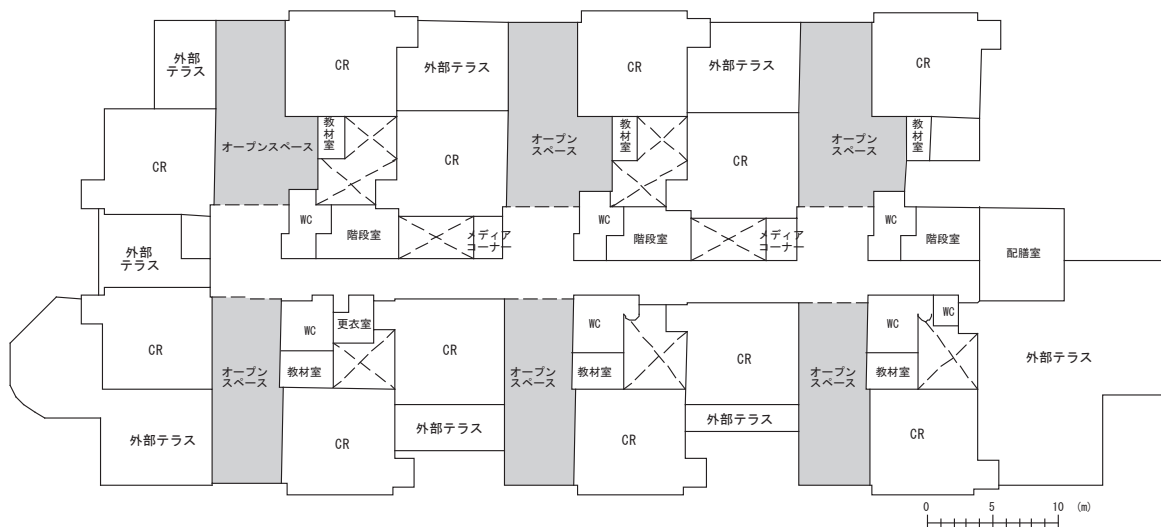 外部
テラス
CR
外部テラス
CR
外部テラス
CR
オープンスペース
教
材
室
CR
オープン
スペース
教
材
室
CR
オープン
スペース
教
材
室
CR
WC
階段室
メディア
コーナー
WC
階段室
メディア
コーナー
WC
階段室
配膳室
外部
テラス
CR
オープン
スペース
WC
更衣室
教材室
CR
オープン
スペース
WC
教材室
CR
オープン
スペース
WC
WC
教材室
外部テラス
外部テラス
CR
外部テラス
CR
外部テラス
CR
0 5 10 (m)